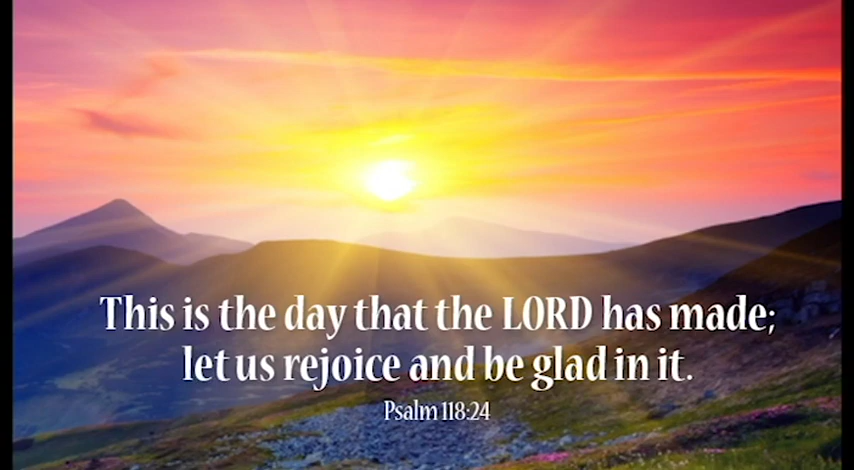 This is the day that the LORD has made;
let us rejoice and be glad in it.
Psalm 118:24